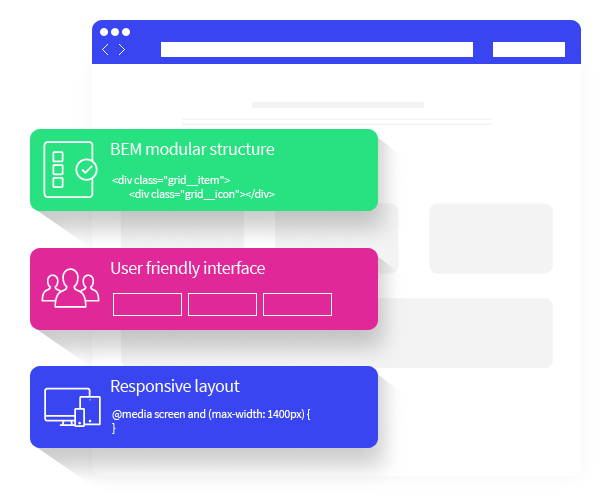 BEM modular structure
<div class="grid__item">
<div class="grid__icon"></div>
User friendly interface
Responsive layout
@media screen and (max-width: 1400px) {
}